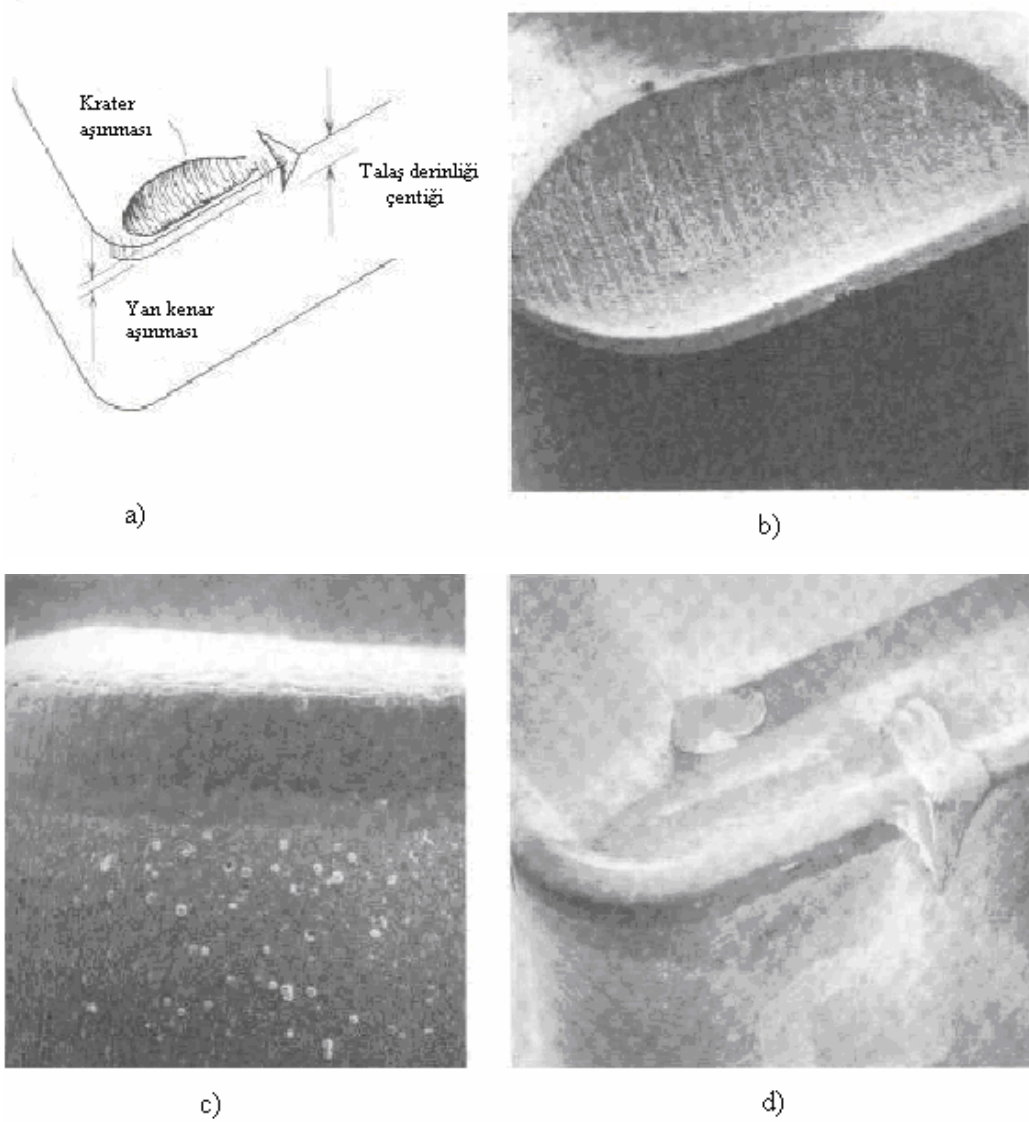 Krater
aşınması
Talaş derinliği
çentiği
Yan kenar
aşınması
a)
b)
c)
d)